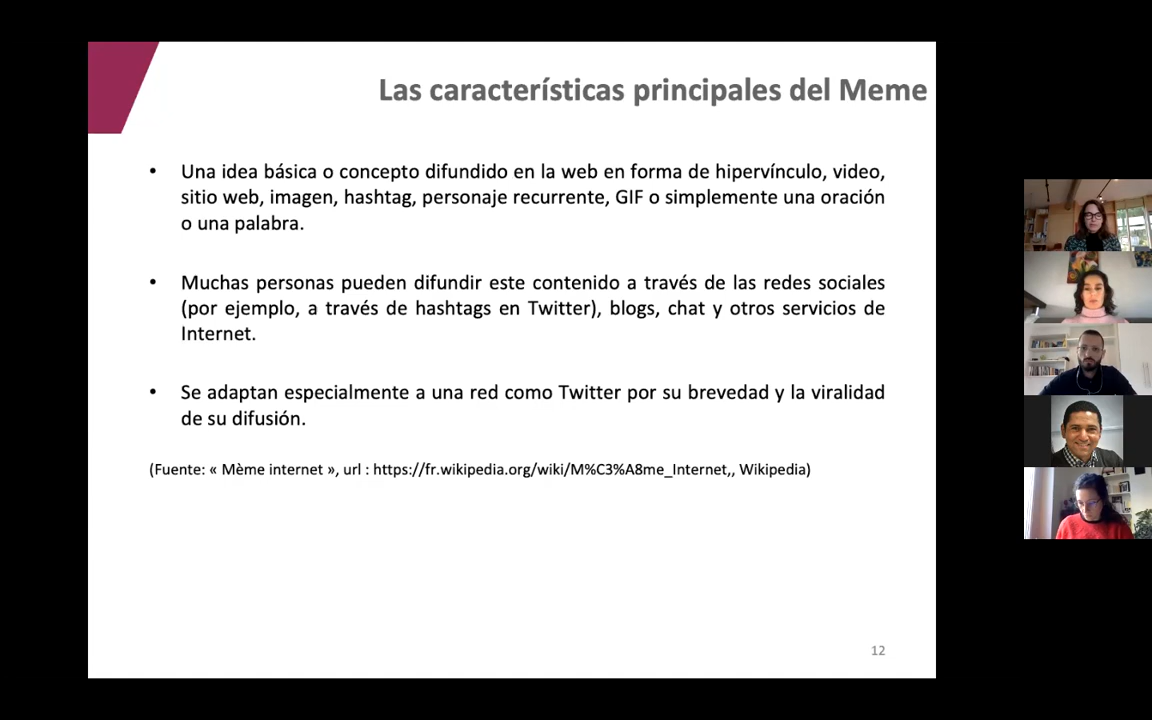 Las características principales del Meme
• Una idea básica o concepto difundido en la web en forma de hipervínculo, video,
sitio web, imagen, hashtag, personaje recurrente, GIF o simplemente una oración
o una palabra.
• Muchas personas pueden difundir este contenido a través de las redes sociales
(por ejemplo, a través de hashtags en Twitter), blogs, chat y otros servicios de
Internet.
• Se adaptan especialmente a una red como Twitter por su brevedad y la viralidad
de su difusión.
(Fuente: « Mème internet », url : https://fr.wikipedia.org/wiki/M%C3%A8me_Internet,, Wikipedia)
12